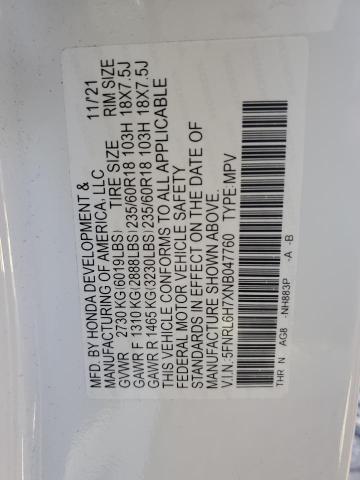 MFD. BY HONDA DEVELOPMENT & 11/21
MANUFACTURING OF AMERICA, LLC
TIRE SIZE RIM SIZE
GVWR 2730 KG(6019LBS)
GAWR F 1310 KG(2888LBS) 235/60R18 103H 18X7.5J
GAWR R 1465 KG(3230LBS) 235/60R18 103H 18X7.5J
THIS VEHICLE CONFORMS TO ALL APPLICABLE
FEDERAL MOTOR VEHICLE SAFETY
STANDARDS IN EFFECT ON THE DATE OF
MANUFACTURE SHOWN ABOVE.
V.I.N.:5FNRL6H7XNB047760 TYPE:MPV
THR N AG8 -NH883P -A -B